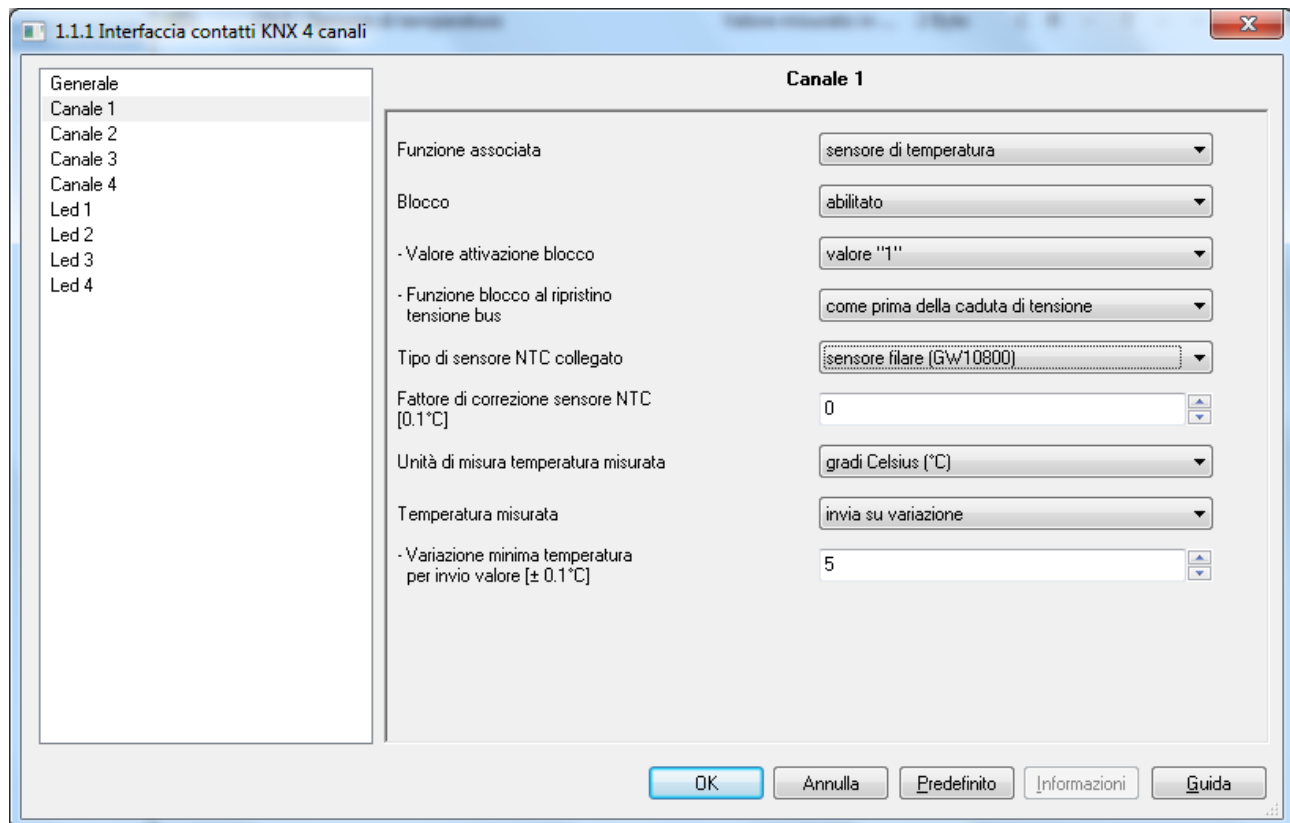 1.1.1 Interfaccia contatti KNX 4 canali
Generale
Canale 1
Canale 2
Canale 3
Canale 4
Led 1
Led 2
Led 3
Led 4
Canale 1
Funzione associata
sensore di temperatura
Blocco
abilitato
- Valore attivazione blocco
valore "1"
- Funzione blocco al ripristino
tensione bus
come prima della caduta di tensione
Tipo di sensore NTC collegato
sensore filare (GW10800)
Fattore di correzione sensore NTC
[0.1°C]
0
Unità di misura temperatura misurata
gradi Celsius (°C)
Temperatura misurata
invia su variazione
- Variazione minima temperatura
per invio valore [± 0.1°C]
5
OK
Annulla
Predefinito
Informazioni
Guida